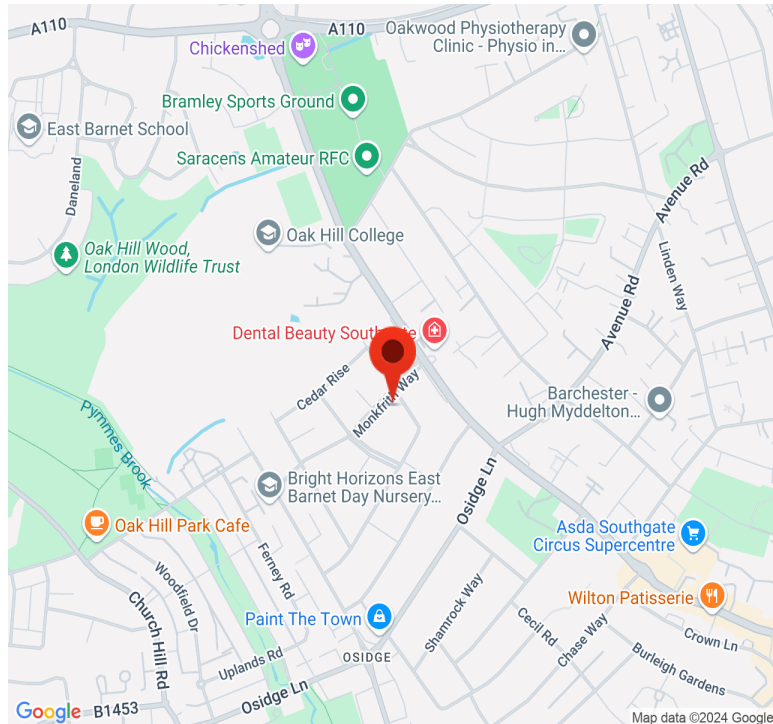 A110
A110
Oakwood Physiotherapy
Clinic - Physio in...
Chickenshed
Bramley Sports Ground
East Barnet School
Saracens Amateur RFC
Daneland
Avenue Rd
Oak Hill College
Oak Hill Wood,
London Wildlife Trust
Linden Way
Avenue Rd
Dental Beauty Southgate
Cedar Rise
Monkfrith Way
Barchester -
Hugh Myddelton...
Pymmes Brook
Bright Horizons East
Barnet Day Nursery...
Osidge Ln
Oak Hill Park Cafe
Asda Southgate
Circus Supercentre
Ferney Rd
Woodfield Dr
Church Hill Rd
Shamrock Way
Wilton Patisserie
Paint The Town
Cecil Rd
Chase Way
Crown Ln
Burleigh Gardens
OSIDGE
Uplands Rd
Osidge Ln
Google
B1453
Map data ©2024 Google